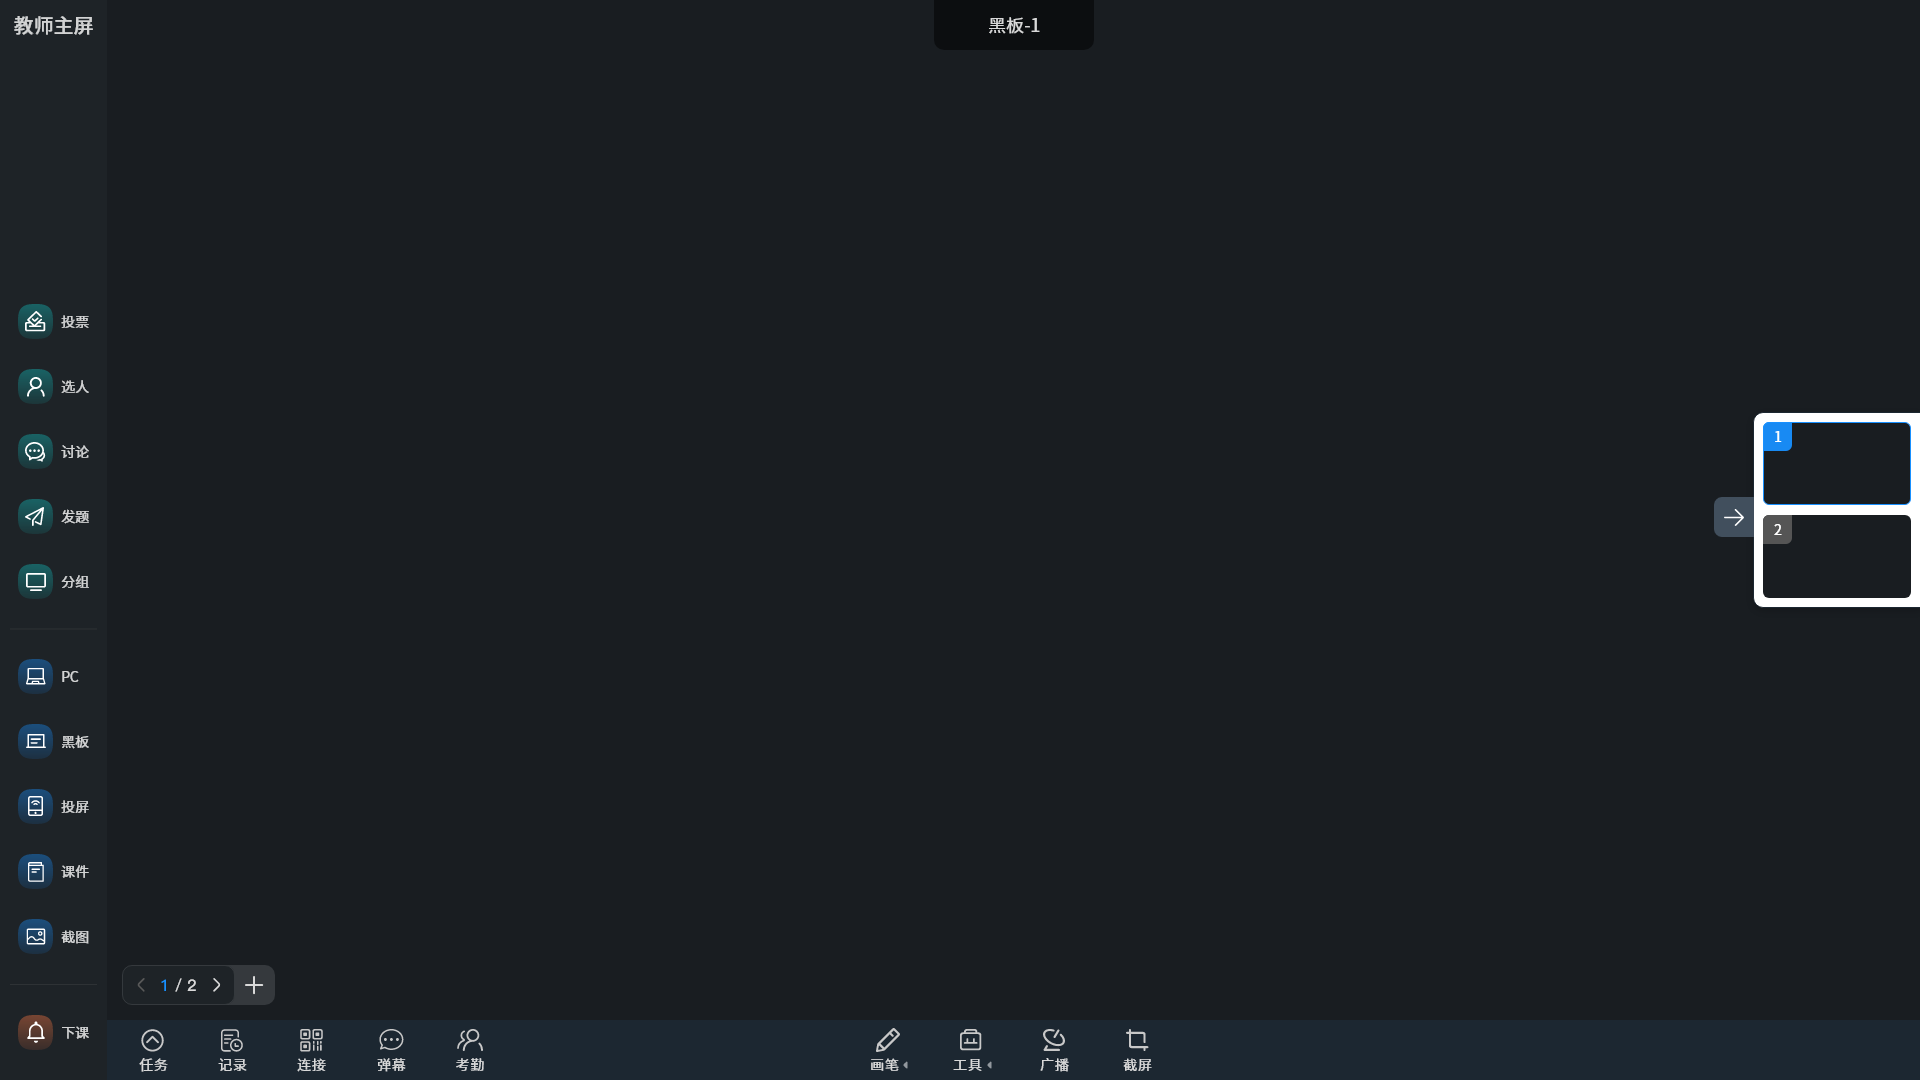 教师主屏
黑板-1
投票
选人
讨论
发题
分组
PC
黑板
投屏
课件
截图
下课
1
2
1 / 2
任务
记录
连接
弹幕
考勤
画笔
工具
广播
截屏